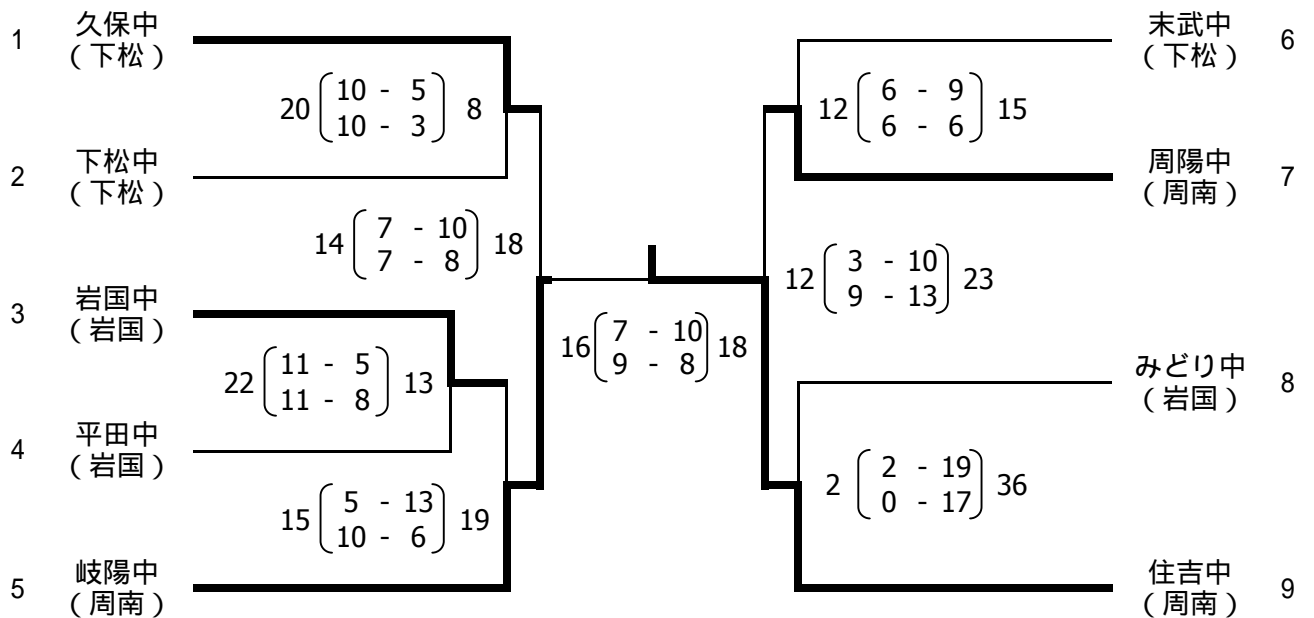 1 久保中
(下松)
20 10 - 5 8
10 - 3
2 下松中
(下松)
14 7 - 10 18
7 - 8
3 岩国中
(岩国)
22 11 - 5 13
11 - 8
4 平田中
(岩国)
15 5 - 13 19
10 - 6
5 岐陽中
(周南)
16 7 - 10 18
9 - 8
末武中 6
(下松)
12 6 - 9 15
6 - 6
周陽中 7
(周南)
12 3 - 10 23
9 - 13
みどり中 8
(岩国)
2 2 - 19 36
0 - 17
住吉中 9
(周南)